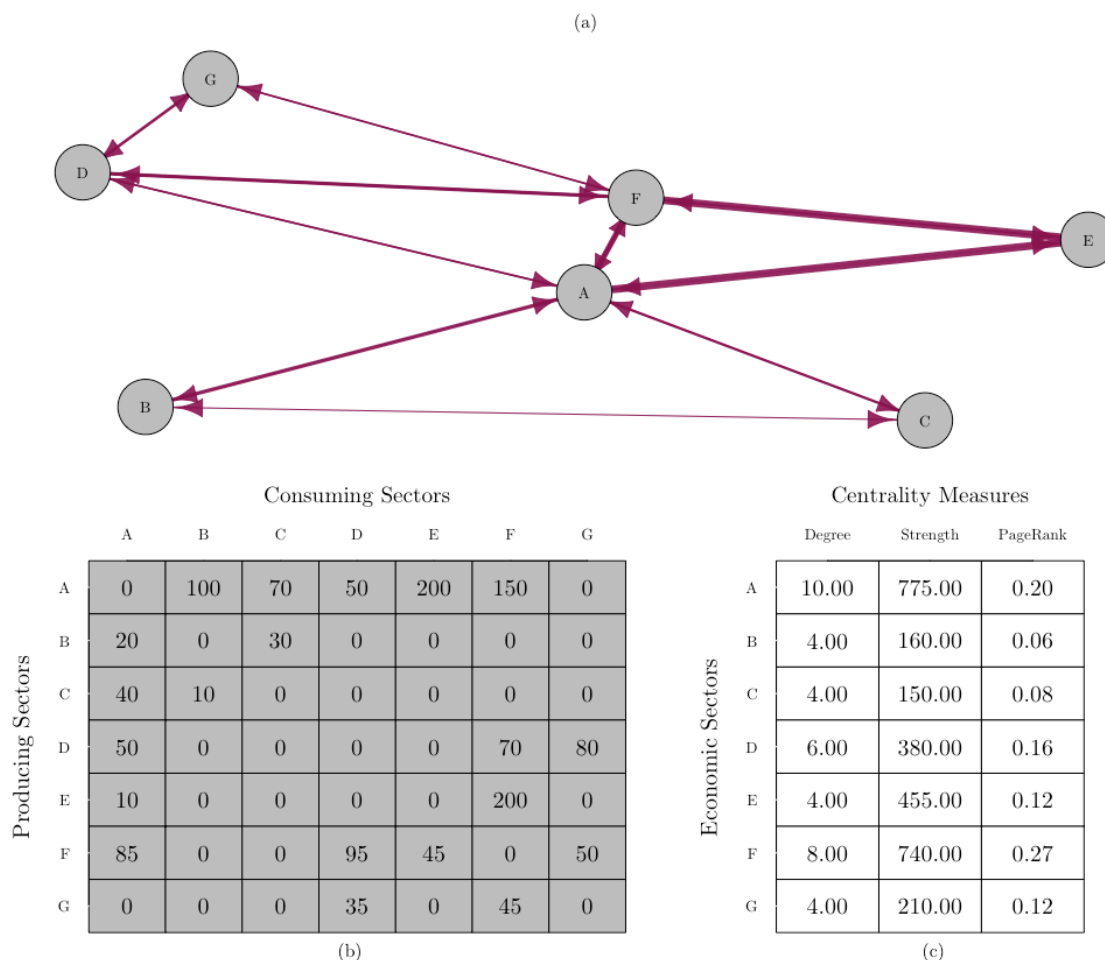 (a)
G
D
F
E
A
B
C
Consuming Sectors
A B C D E F G
Producing Sectors
A 0 100 70 50 200 150 0
B 20 0 30 0 0 0 0
C 40 10 0 0 0 0 0
D 50 0 0 0 0 70 80
E 10 0 0 0 0 200 0
F 85 0 0 95 45 0 50
G 0 0 0 35 0 45 0
(b)
Centrality Measures
Degree Strength PageRank
Economic Sectors
A 10.00 775.00 0.20
B 4.00 160.00 0.06
C 4.00 150.00 0.08
D 6.00 380.00 0.16
E 4.00 455.00 0.12
F 8.00 740.00 0.27
G 4.00 210.00 0.12
(c)